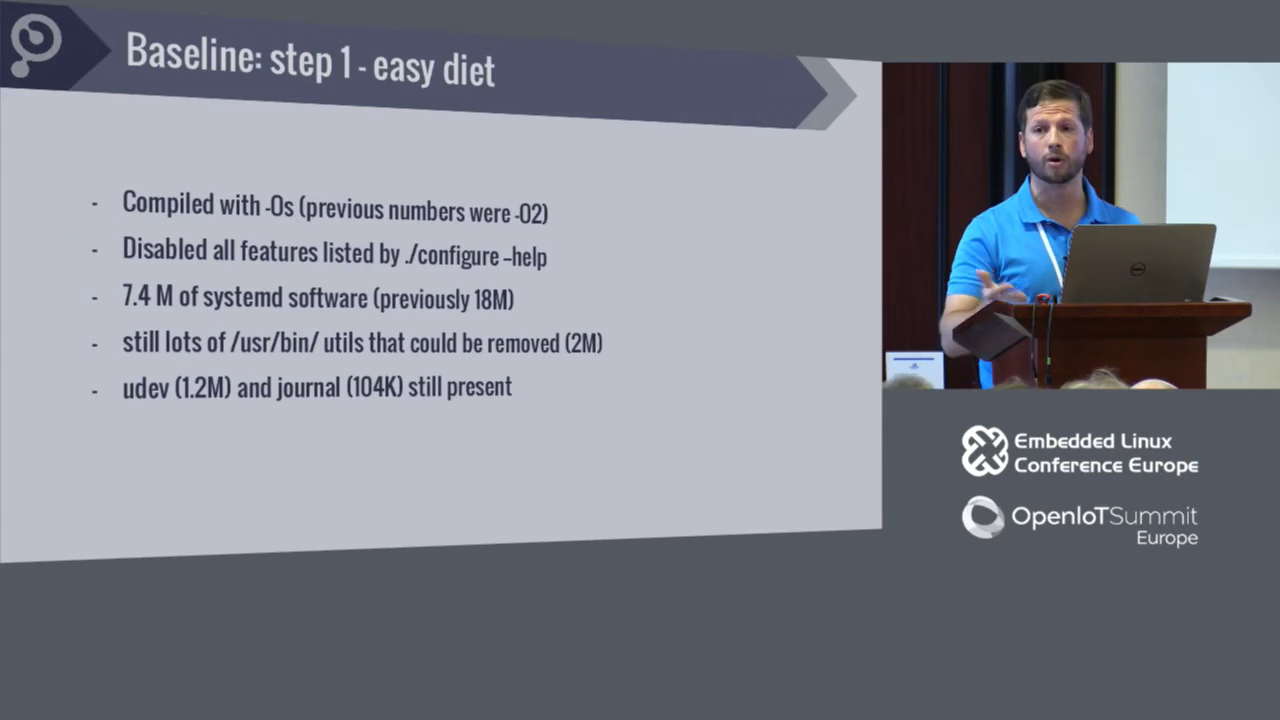 Baseline: step 1 - easy diet
- Compiled with -Os (previous numbers were -O2)
- Disabled all features listed by ./configure –help
- 7.4 M of systemd software (previously 18M)
- still lots of /usr/bin/ utils that could be removed (2M)
- udev (1.2M) and journal (104K) still present
DELL
Embedded Linux
Conference Europe
OpenIoTSummit
Europe